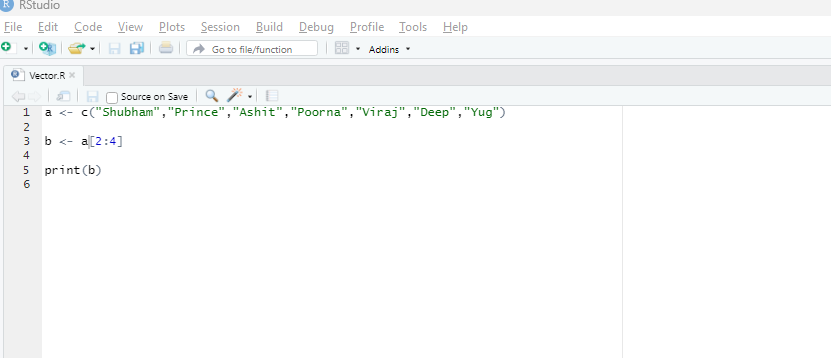 R RStudio
File Edit Code View Plots Session Build Debug Profile Tools Help
Go to file/function Addins
Vector.R
Source on Save
1 a <- c("Shubham","Prince","Ashit","Poorna","Viraj","Deep","Yug")
2
3 b <- a[2:4]
4
5 print(b)
6